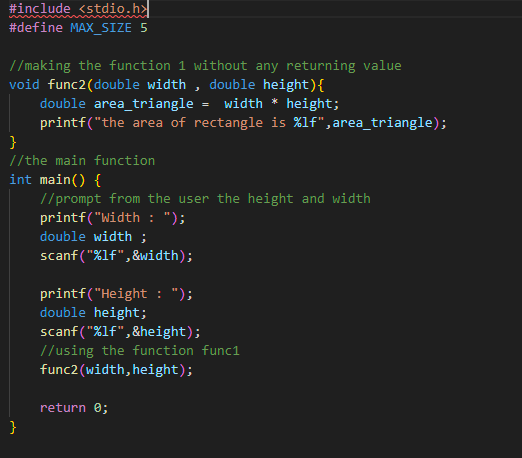 #include <stdio.h>
#define MAX_SIZE 5
//making the function 1 without any returning value
void func2(double width , double height){
double area_triangle =  width * height;
printf("the area of rectangle is %lf",area_triangle);
}
//the main function
int main() {
//prompt from the user the height and width
printf("Width : ");
double width ;
scanf("%lf",&width);
printf("Height : ");
double height;
scanf("%lf",&height);
//using the function func1
func2(width,height);
return 0;
}